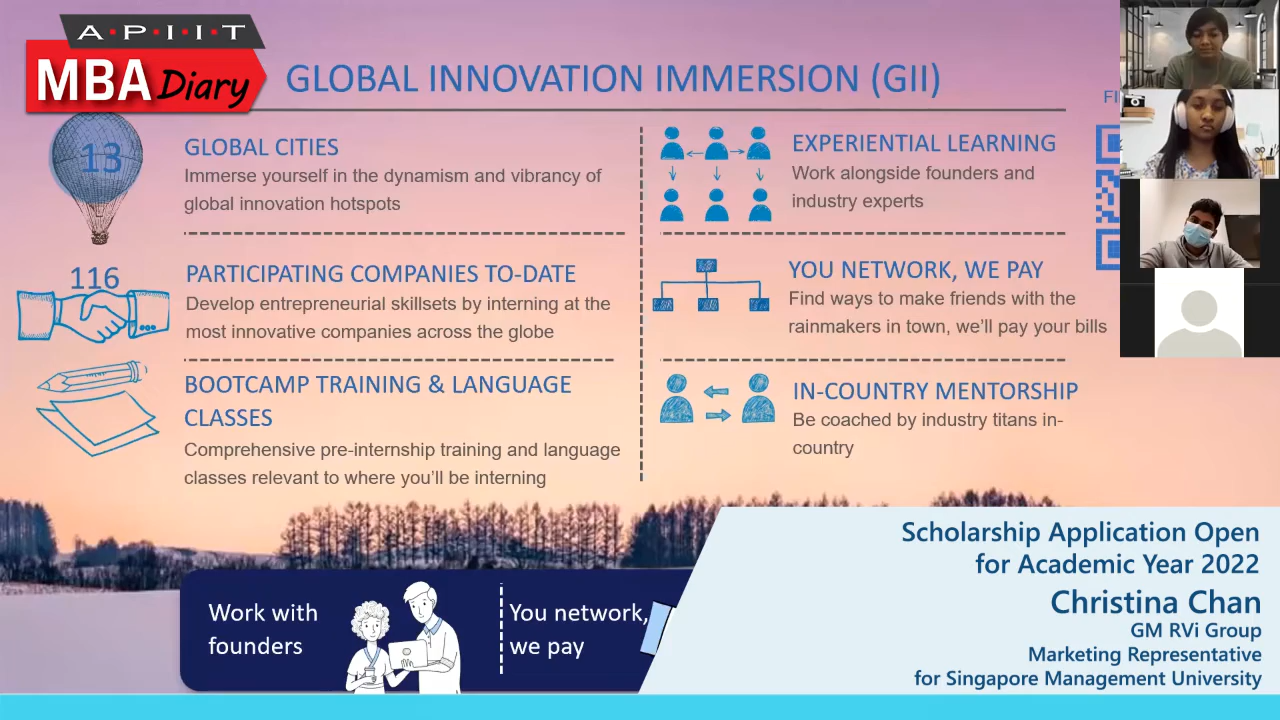 A·P·I·I·T
MBA Diary
GLOBAL INNOVATION IMMERSION (GII)
13
GLOBAL CITIES
Immerse yourself in the dynamism and vibrancy of
global innovation hotspots
116
PARTICIPATING COMPANIES TO-DATE
Develop entrepreneurial skillsets by interning at the
most innovative companies across the globe
BOOTCAMP TRAINING & LANGUAGE
CLASSES
Comprehensive pre-internship training and language
classes relevant to where you’ll be interning
EXPERIENTIAL LEARNING
Work alongside founders and
industry experts
YOU NETWORK, WE PAY
Find ways to make friends with the
rainmakers in town, we’ll pay your bills
IN-COUNTRY MENTORSHIP
Be coached by industry titans in-
country
Work with
founders
You network,
we pay
Scholarship Application Open
for Academic Year 2022
Christina Chan
GM RVi Group
Marketing Representative
for Singapore Management University